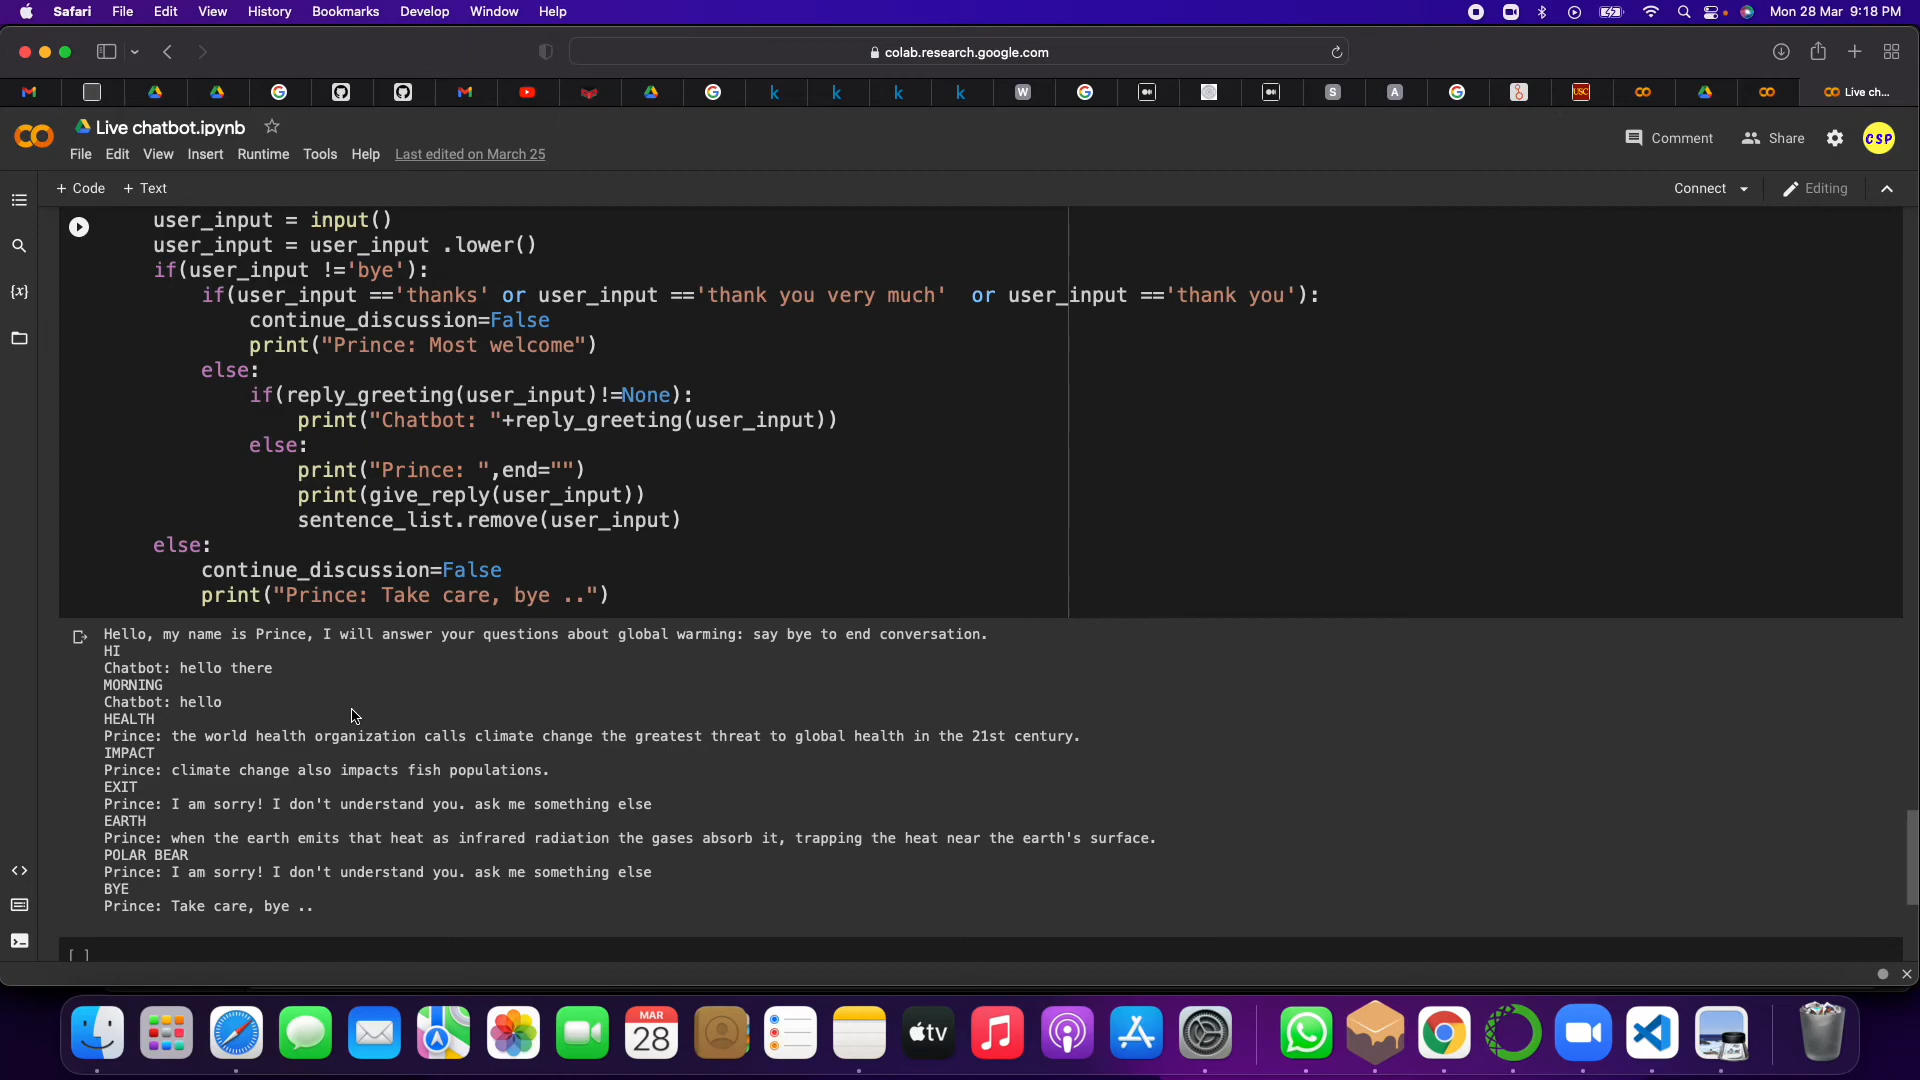 Safari File Edit View History Bookmarks Develop Window Help Mon 28 Mar 9:18 PM
colab.research.google.com
W S A USC Live ch...
Live chatbot.ipynb
File Edit View Insert Runtime Tools Help Last edited on March 25
Comment Share CSP
+ Code + Text Connect Editing
user_input = input()
user_input = user_input .lower()
if(user_input !='bye'):
if(user_input =='thanks' or user_input =='thank you very much'  or user_input =='thank you'):
continue_discussion=False
print("Prince: Most welcome")
else:
if(reply_greeting(user_input)!=None):
print("Chatbot: "+reply_greeting(user_input))
else:
print("Prince: ",end="")
print(give_reply(user_input))
sentence_list.remove(user_input)
else:
continue_discussion=False
print("Prince: Take care, bye ..")
Hello, my name is Prince, I will answer your questions about global warming: say bye to end conversation.
HI
Chatbot: hello there
MORNING
Chatbot: hello
HEALTH
Prince: the world health organization calls climate change the greatest threat to global health in the 21st century.
IMPACT
Prince: climate change also impacts fish populations.
EXIT
Prince: I am sorry! I don't understand you. ask me something else
EARTH
Prince: when the earth emits that heat as infrared radiation the gases absorb it, trapping the heat near the earth's surface.
POLAR BEAR
Prince: I am sorry! I don't understand you. ask me something else
BYE
Prince: Take care, bye ..
[ ]
MAR
28
tv